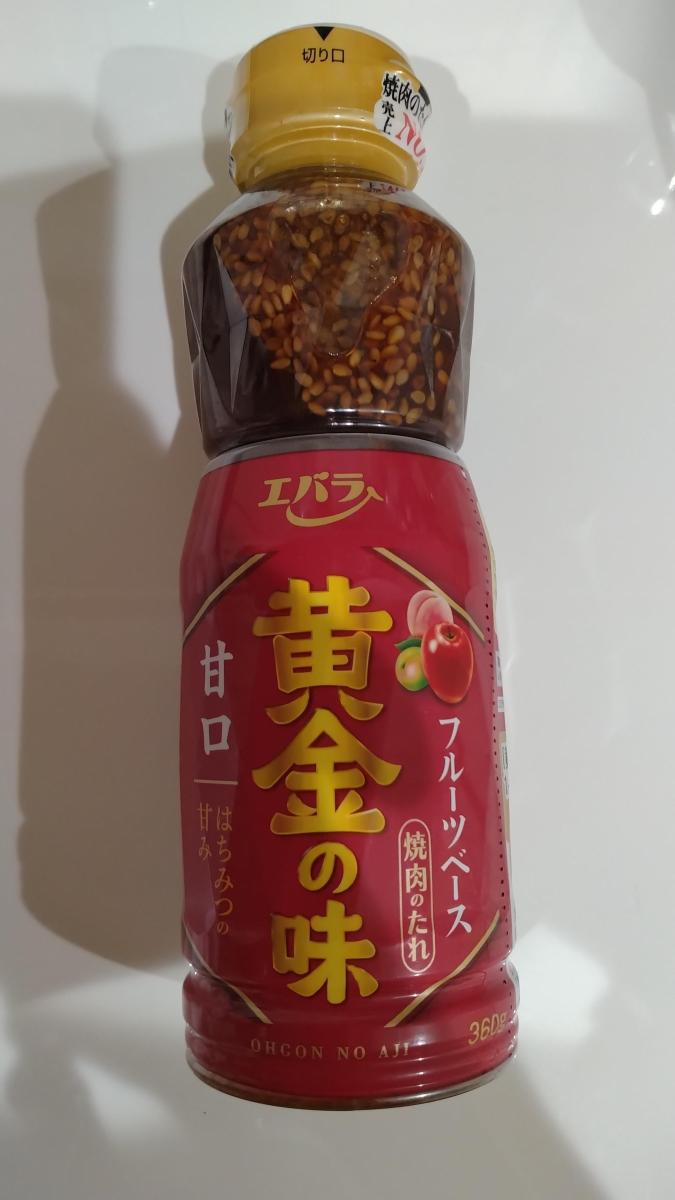 切り口
焼肉の
売上
エバラ
黄金の味
フルーツベース
焼肉のたれ
甘口
はちみつの
甘み
OHGON NO AJI
360g